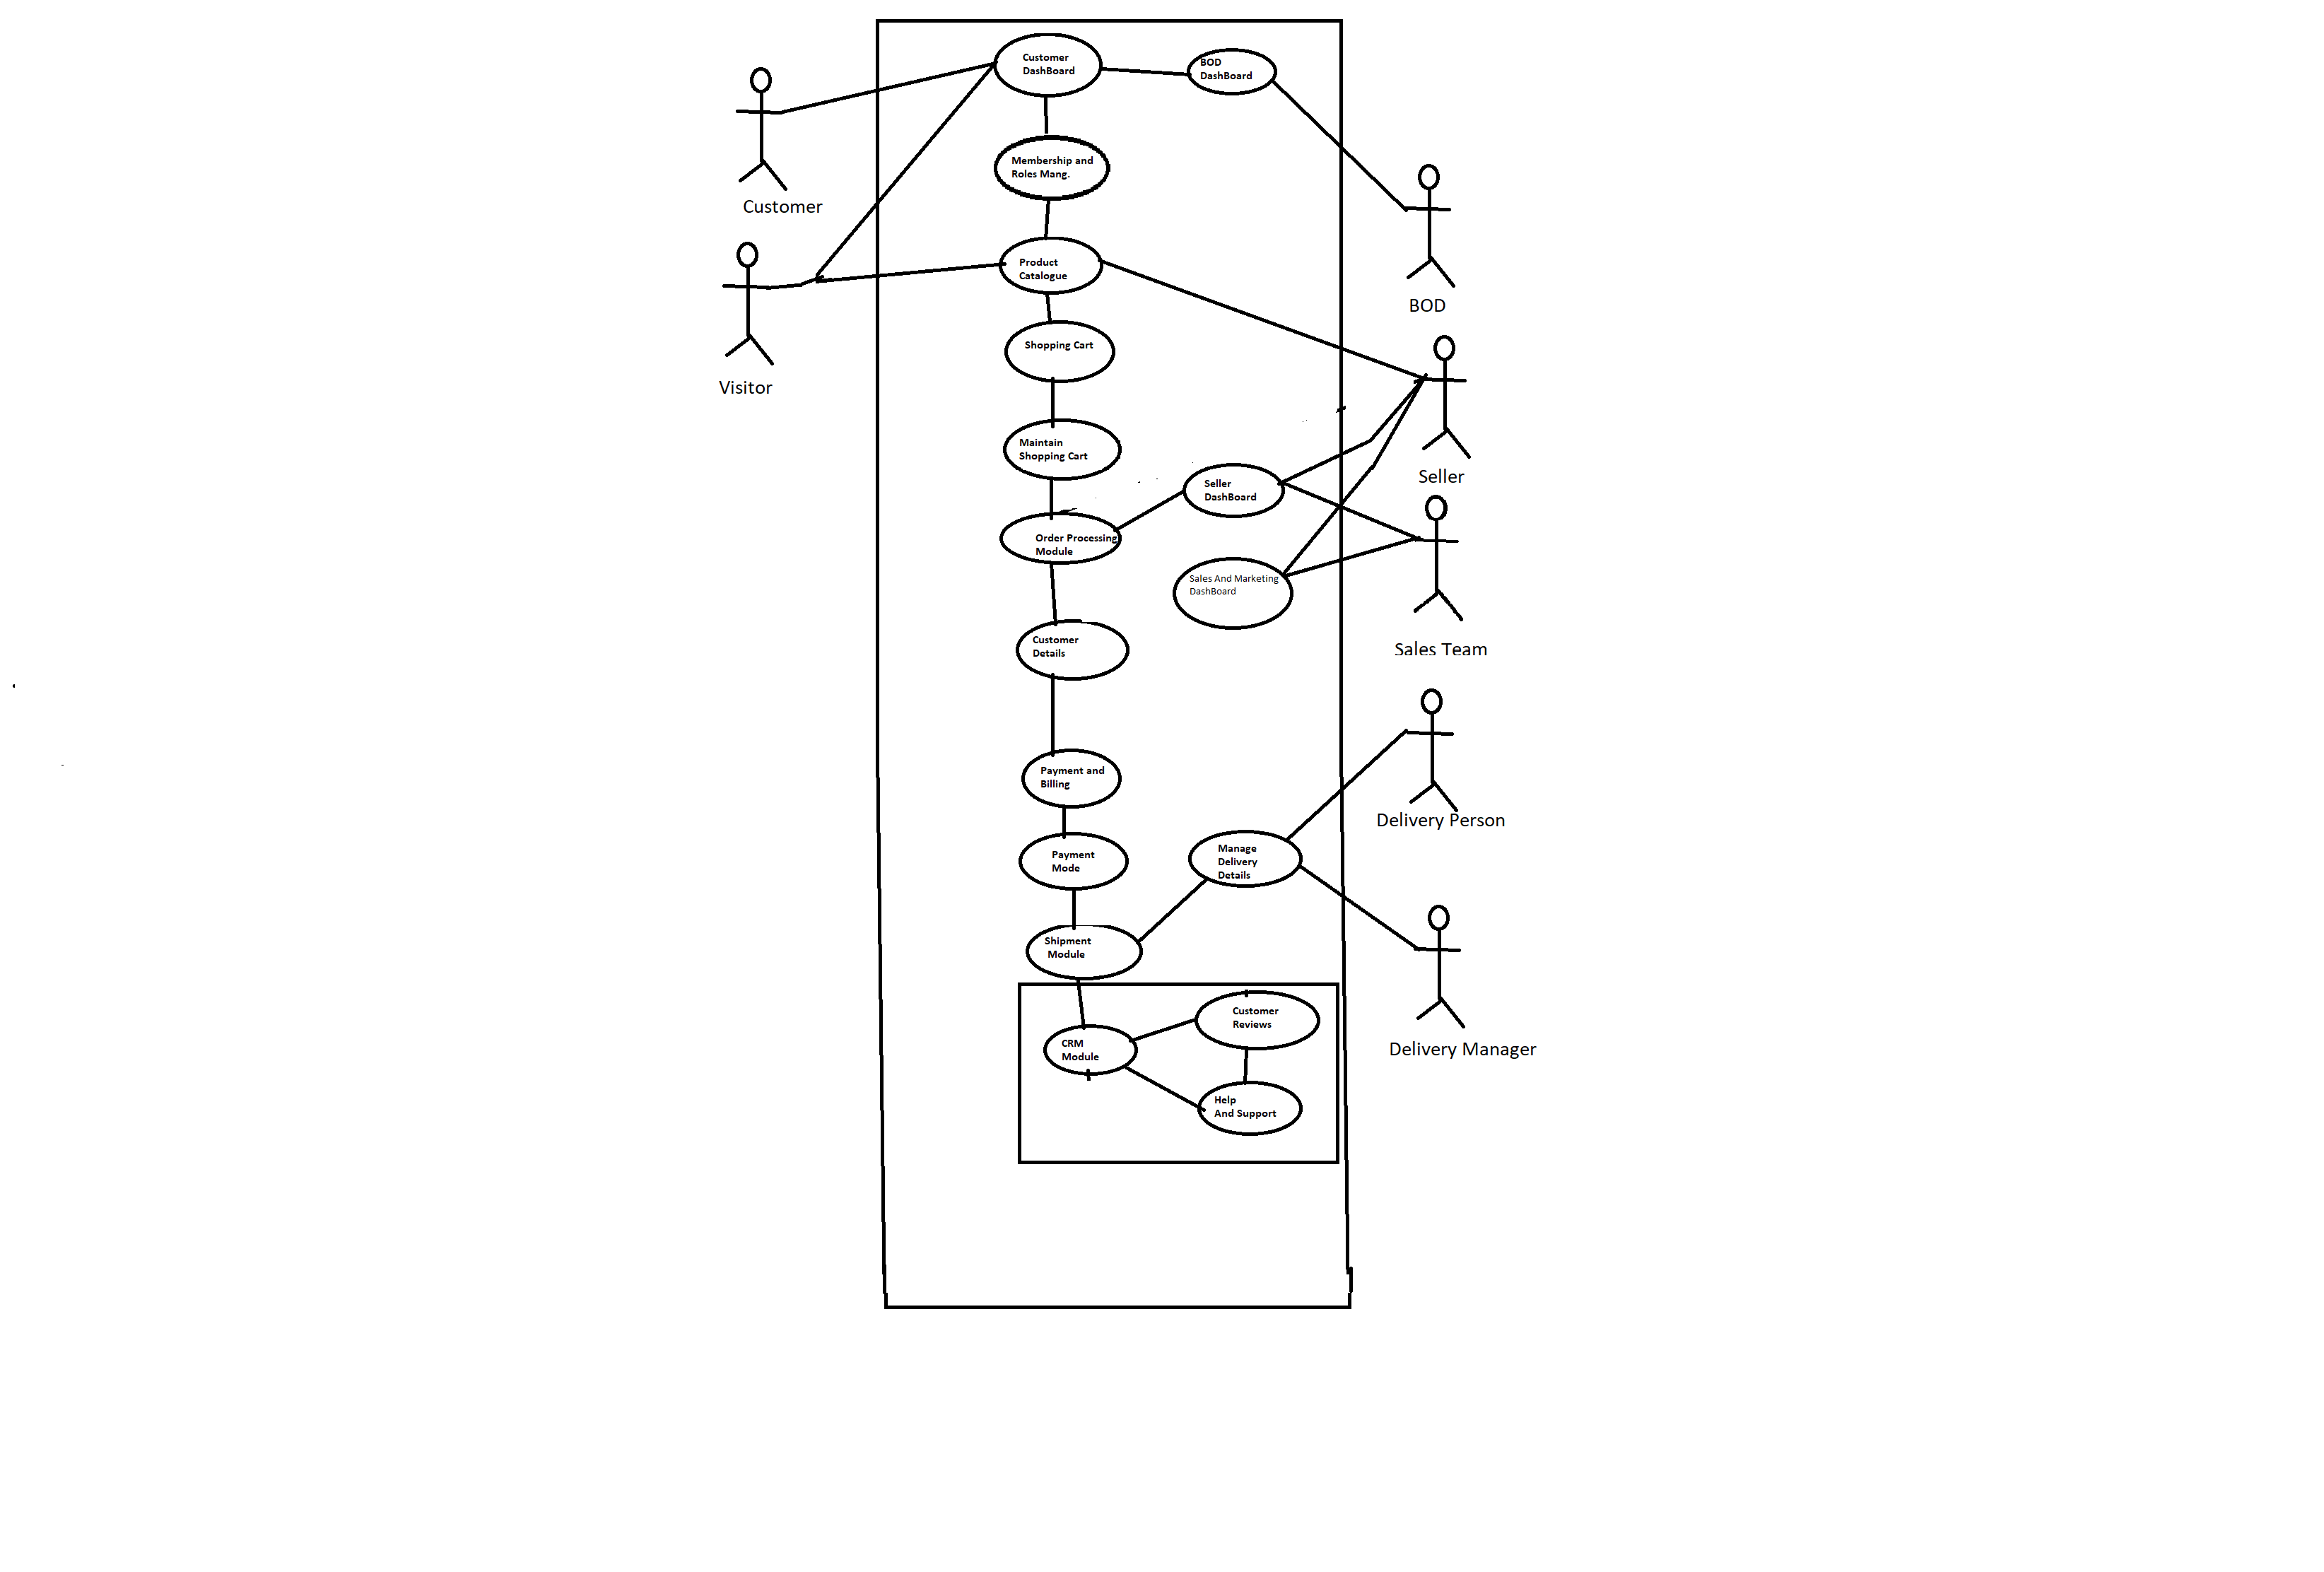 Customer
DashBoard
BOD
DashBoard
Membership and
Roles Mang.
Customer
Product
Catalogue
BOD
Shopping Cart
Visitor
Maintain
Shopping Cart
Seller
Seller
DashBoard
Order Processing
Module
Sales And Marketing
DashBoard
Customer
Details
Sales Team
Payment and
Billing
Delivery Person
Payment
Mode
Manage
Delivery
Details
Shipment
Module
Customer
Reviews
CRM
Module
Delivery Manager
Help
And Support